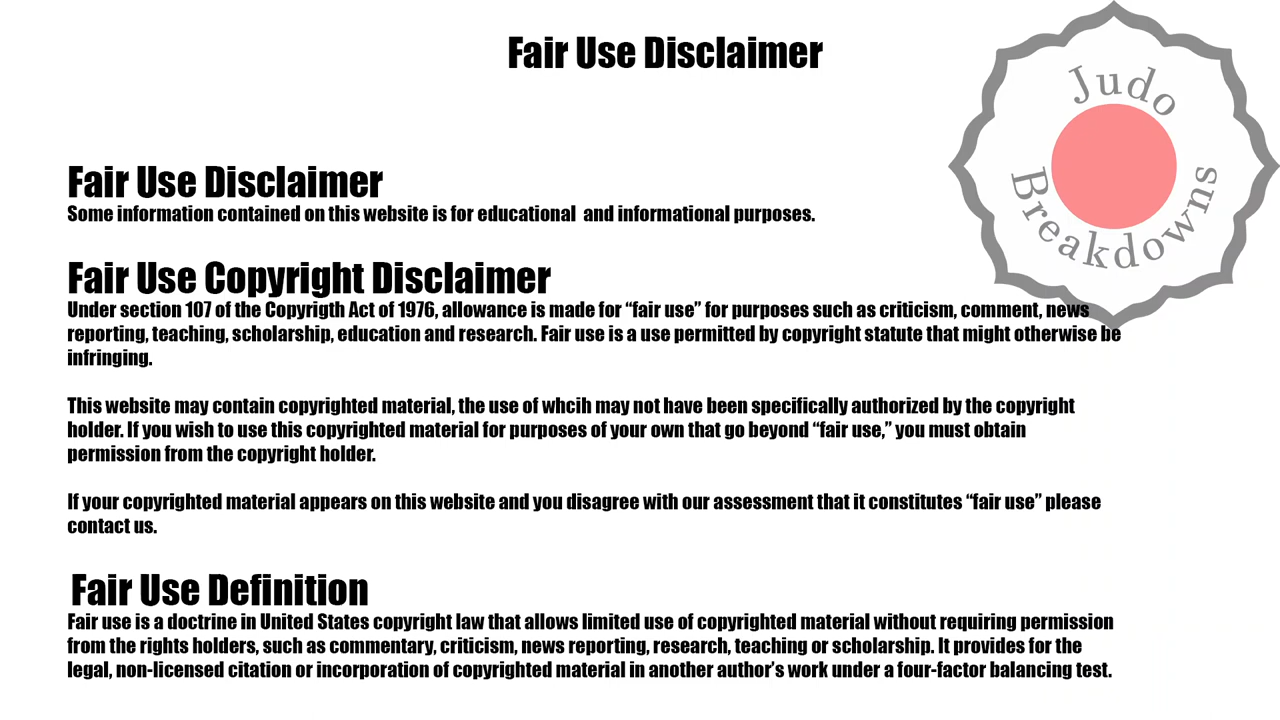 Fair Use Disclaimer
Judo
Breakdowns
Fair Use Disclaimer
Some information contained on this website is for educational  and informational purposes.
Fair Use Copyright Disclaimer
Under section 107 of the Copyrigth Act of 1976, allowance is made for “fair use” for purposes such as criticism, comment, news
reporting, teaching, scholarship, education and research. Fair use is a use permitted by copyright statute that might otherwise be
infringing.
This website may contain copyrighted material, the use of whcih may not have been specifically authorized by the copyright
holder. If you wish to use this copyrighted material for purposes of your own that go beyond “fair use,” you must obtain
permission from the copyright holder.
If your copyrighted material appears on this website and you disagree with our assessment that it constitutes “fair use” please
contact us.
Fair Use Definition
Fair use is a doctrine in United States copyright law that allows limited use of copyrighted material without requiring permission
from the rights holders, such as commentary, criticism, news reporting, research, teaching or scholarship. It provides for the
legal, non-licensed citation or incorporation of copyrighted material in another author’s work under a four-factor balancing test.